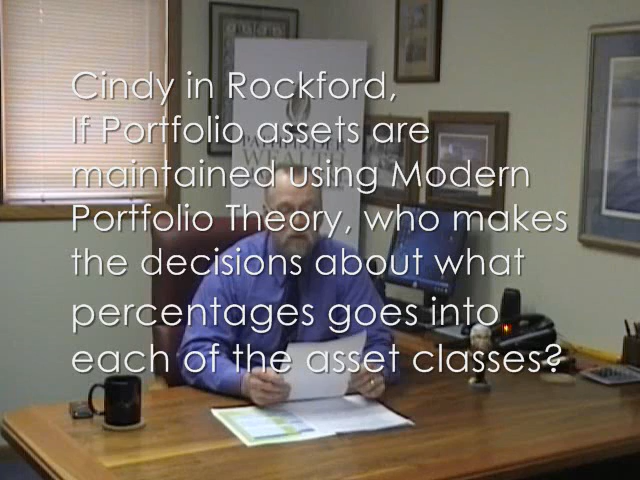 Cindy in Rockford,
If Portfolio assets are
maintained using Modern
Portfolio Theory, who makes
the decisions about what
percentages goes into
each of the asset classes?